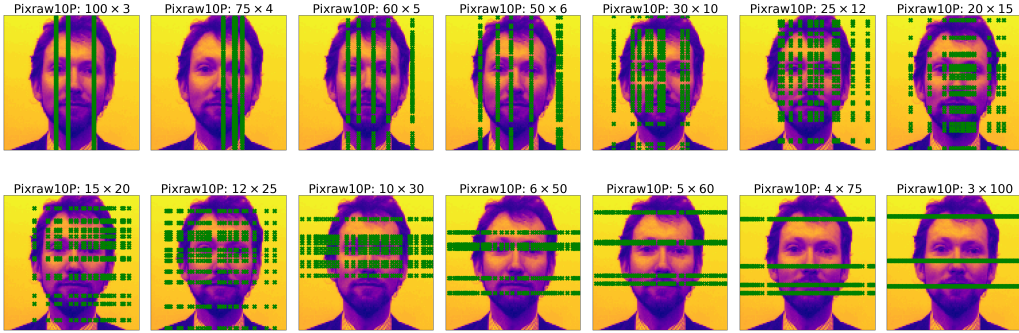 Pixraw10P: 100 × 3
Pixraw10P: 75 × 4
Pixraw10P: 60 × 5
Pixraw10P: 50 × 6
Pixraw10P: 30 × 10
Pixraw10P: 25 × 12
Pixraw10P: 20 × 15
Pixraw10P: 15 × 20
Pixraw10P: 12 × 25
Pixraw10P: 10 × 30
Pixraw10P: 6 × 50
Pixraw10P: 5 × 60
Pixraw10P: 4 × 75
Pixraw10P: 3 × 100